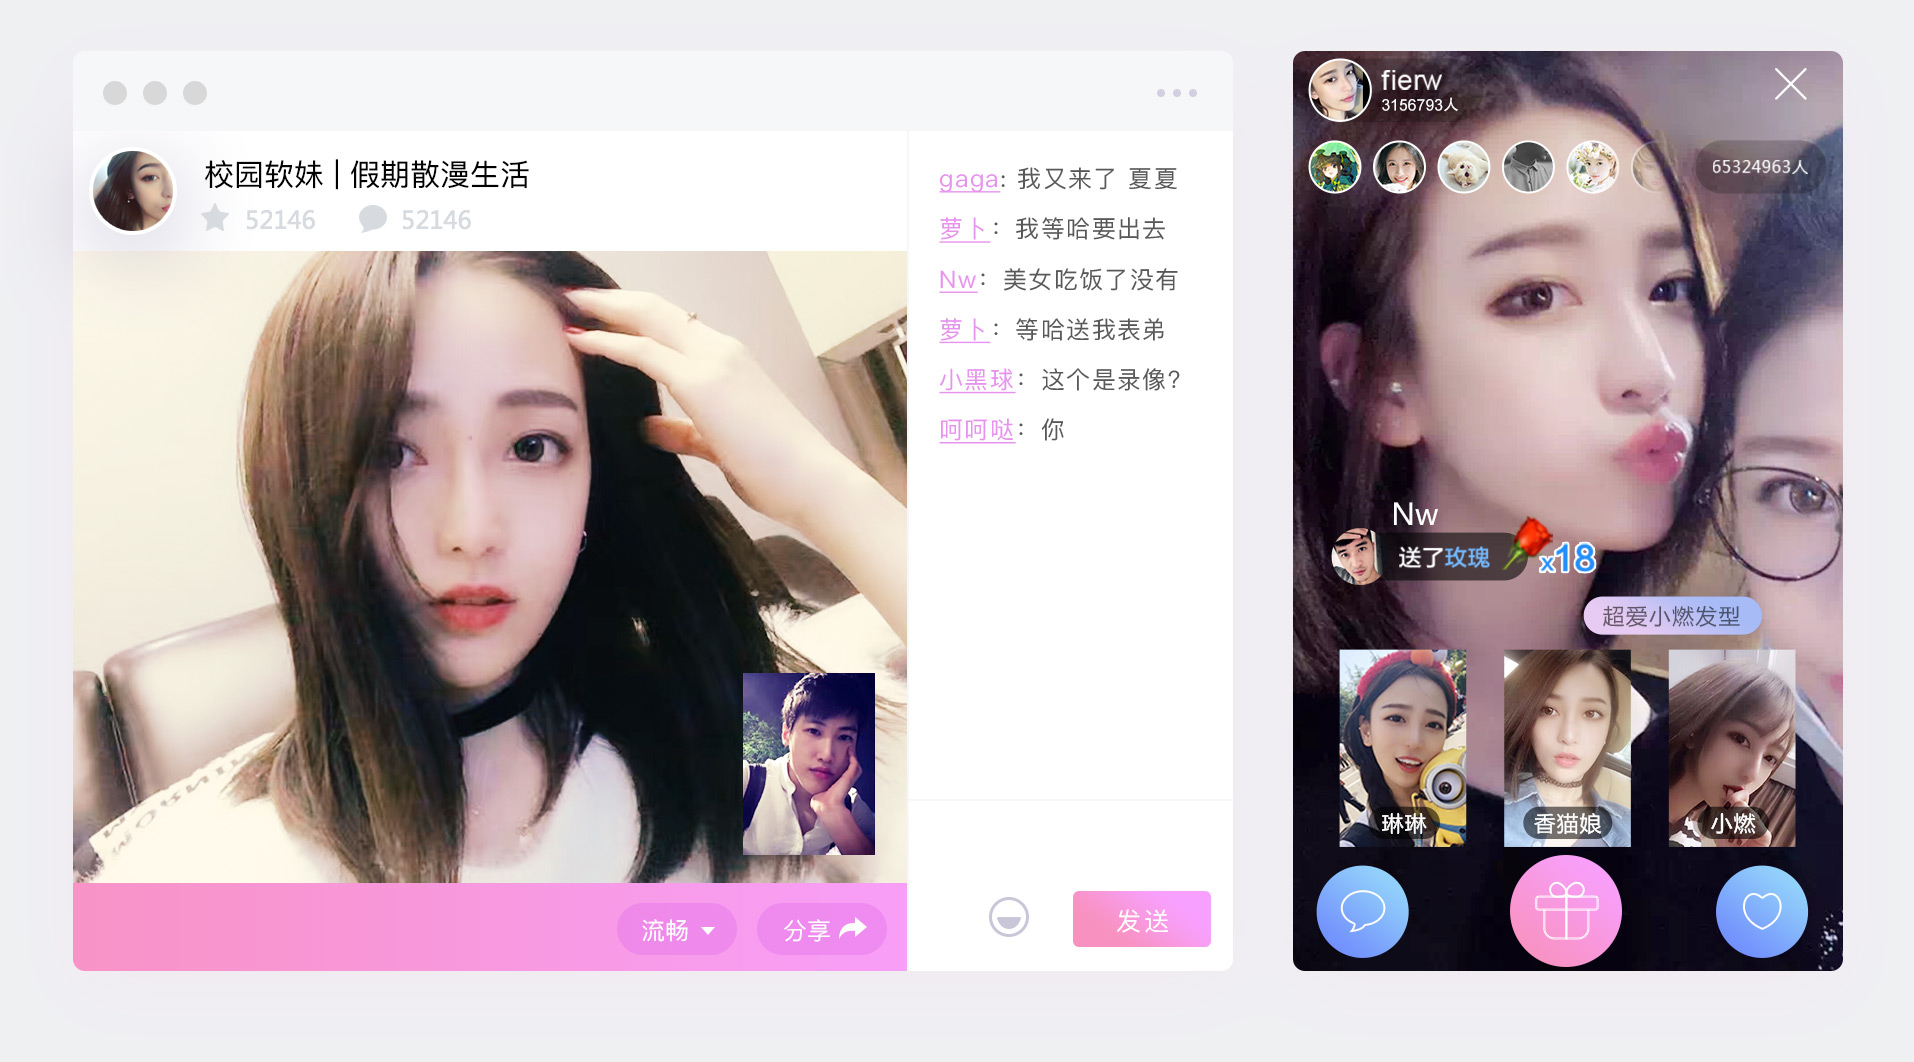 校园软妹 | 假期散漫生活
52146 52146
gaga: 我又来了 夏夏
萝卜: 我等哈要出去
Nw: 美女吃饭了没有
萝卜: 等哈送我表弟
小黑球: 这个是录像?
呵呵哒: 你
流畅
分享
发送
fierw
3156793人
65324963人
Nw
送了玫瑰 x18
超爱小燃发型
琳琳
香猫娘
小燃